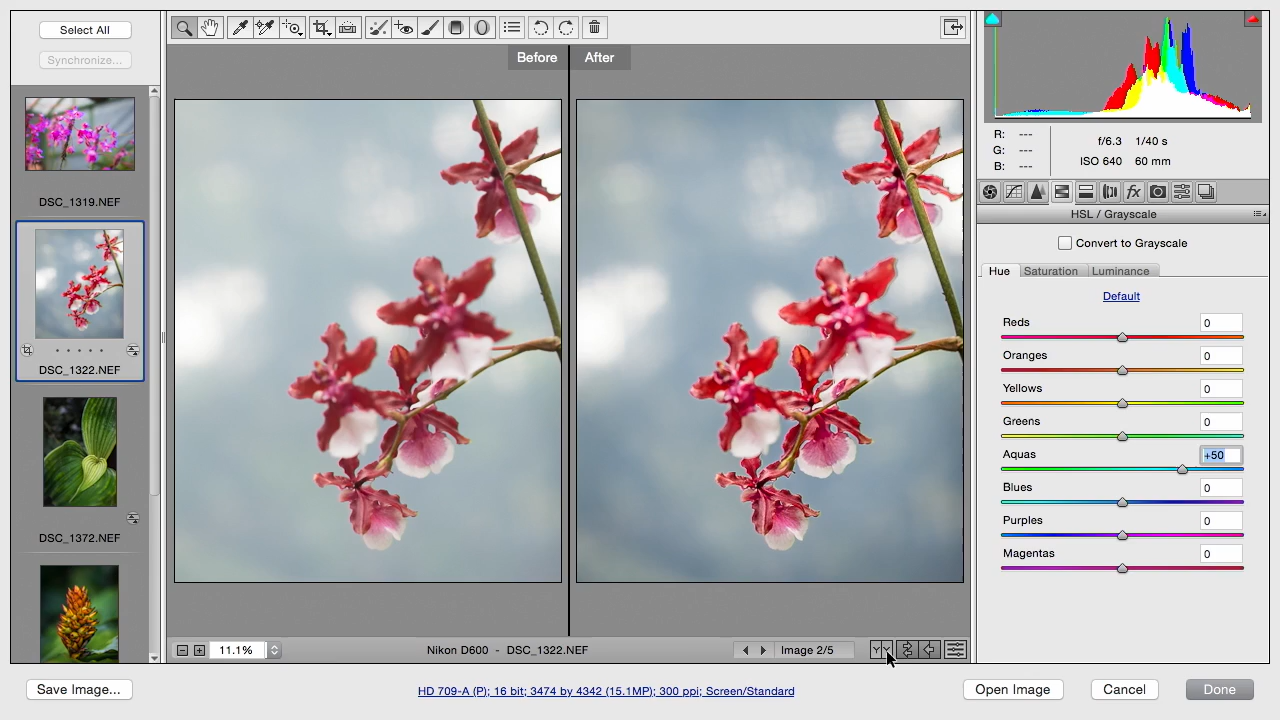 Select All
Synchronize...
DSC_1319.NEF
DSC_1322.NEF
DSC_1372.NEF
Before
After
11.1%
Nikon D600 - DSC_1322.NEF
Image 2/5
Y Y
R: ---
G: ---
B: ---
f/6.3 1/40 s
ISO 640 60 mm
fx
HSL / Grayscale
Convert to Grayscale
Hue Saturation Luminance
Default
Reds 0
Oranges 0
Yellows 0
Greens 0
Aquas +50
Blues 0
Purples 0
Magentas 0
Save Image...
HD 709-A (P); 16 bit; 3474 by 4342 (15.1MP); 300 ppi; Screen/Standard
Open Image
Cancel
Done